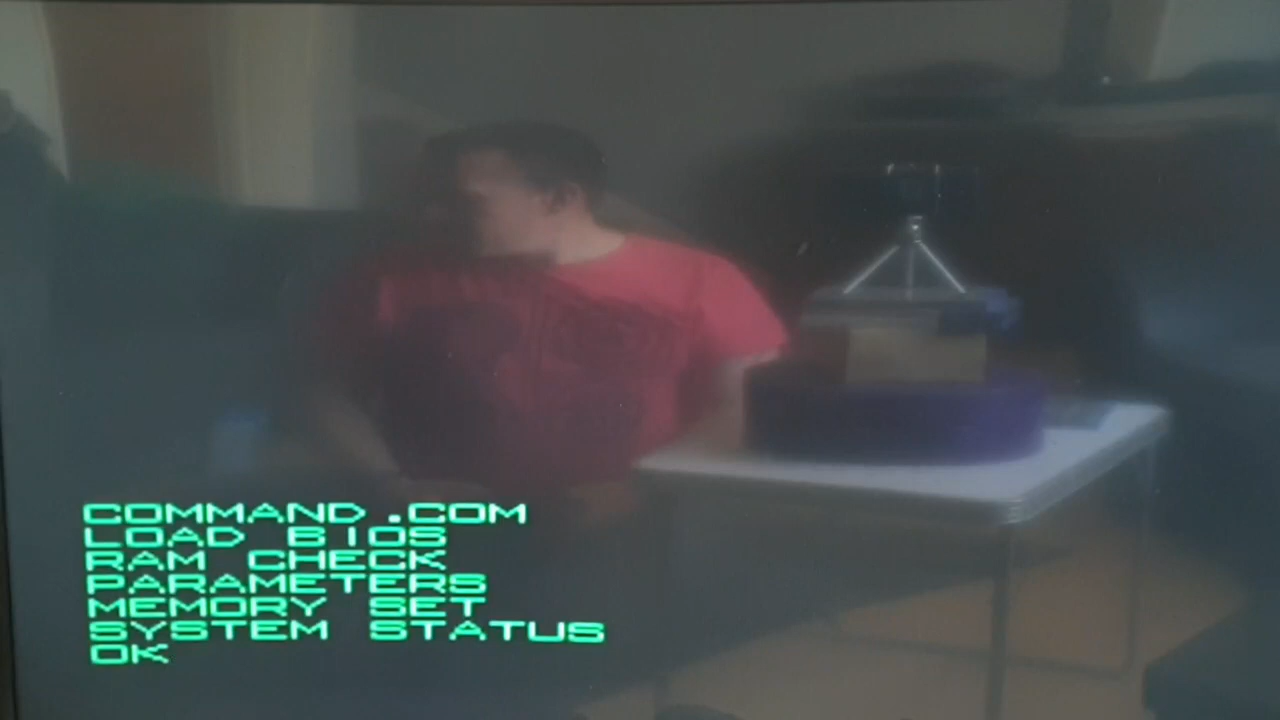 COMMAND.COM
LOAD BIOS
RAM CHECK
PARAMETERS
MEMORY SET
SYSTEM STATUS
OK